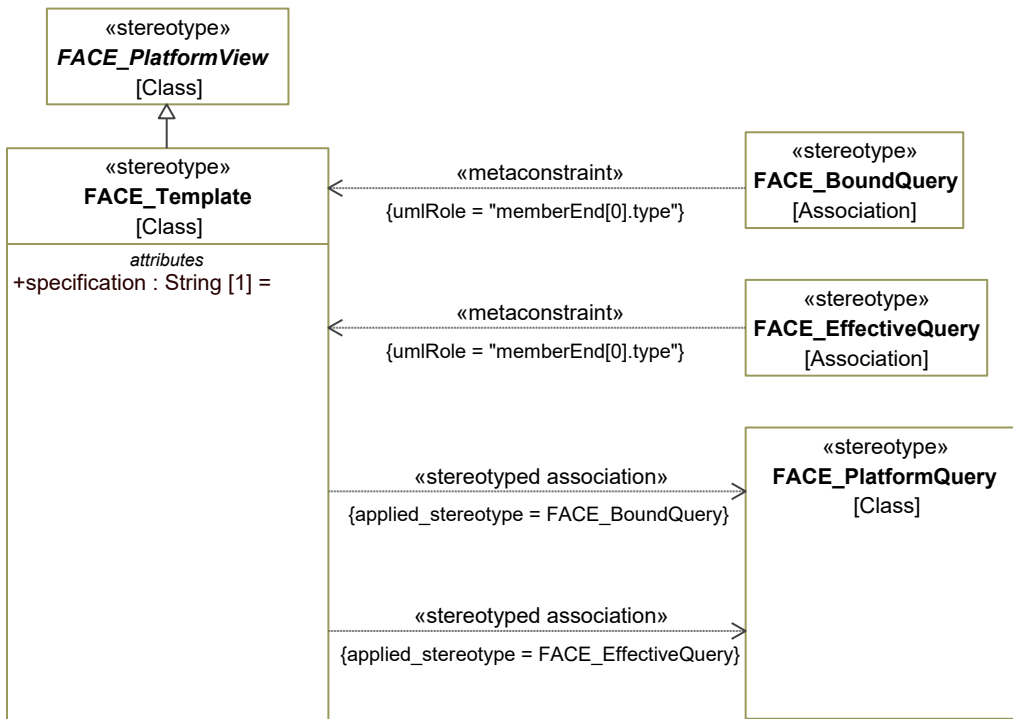 «stereotype»
FACE_PlatformView
[Class]
«stereotype»
FACE_Template
[Class]
attributes
+specification : String [1] =
«metaconstraint»
{umlRole = "memberEnd[0].type"}
«stereotype»
FACE_BoundQuery
[Association]
«metaconstraint»
{umlRole = "memberEnd[0].type"}
«stereotype»
FACE_EffectiveQuery
[Association]
«stereotyped association»
{applied_stereotype = FACE_BoundQuery}
«stereotype»
FACE_PlatformQuery
[Class]
«stereotyped association»
{applied_stereotype = FACE_EffectiveQuery}